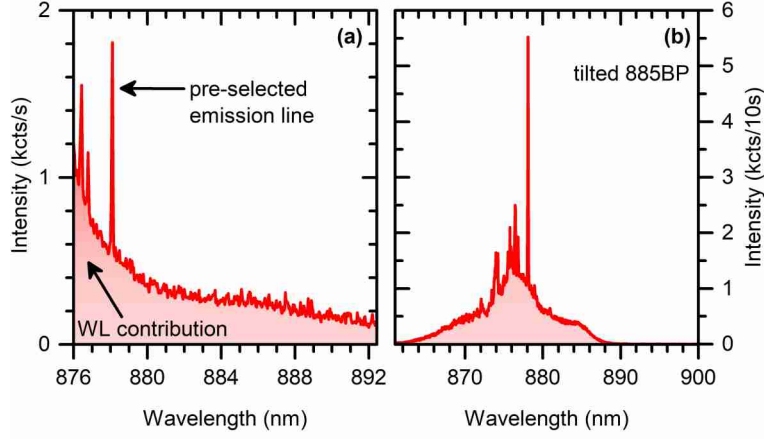 2
1
0
Intensity (kcts/s)
(a)
pre-selected
emission line
WL contribution
876
880
884
888
892
Wavelength (nm)
(b)
tilted 885BP
6
5
4
3
2
1
0
Intensity (kcts/10s)
870
880
890
900
Wavelength (nm)